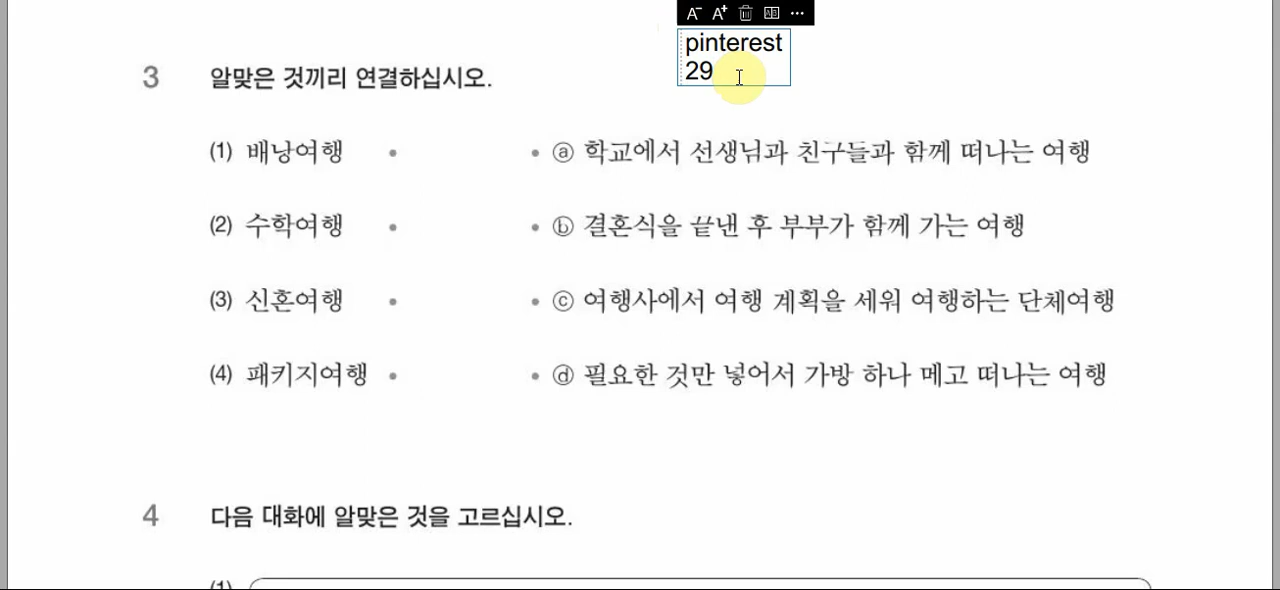 A- A+
pinterest
29
3 알맞은 것끼리 연결하십시오.
(1) 배낭여행 • • ⓐ 학교에서 선생님과 친구들과 함께 떠나는 여행
(2) 수학여행 • • ⓑ 결혼식을 끝낸 후 부부가 함께 가는 여행
(3) 신혼여행 • • ⓒ 여행사에서 여행 계획을 세워 여행하는 단체여행
(4) 패키지여행 • • ⓓ 필요한 것만 넣어서 가방 하나 메고 떠나는 여행
4 다음 대화에 알맞은 것을 고르십시오.
(1)